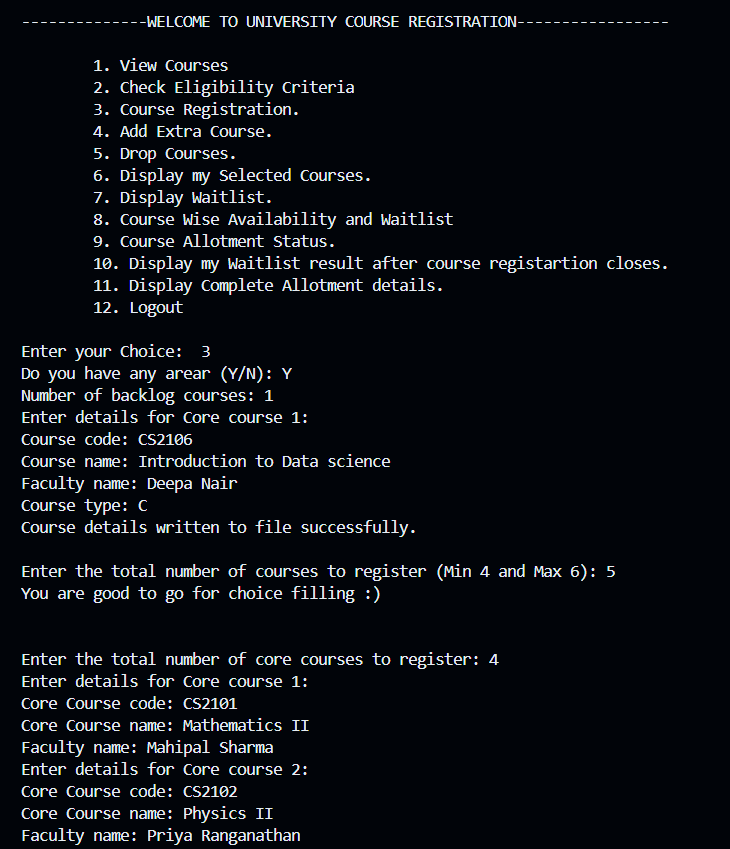 --------------WELCOME TO UNIVERSITY COURSE REGISTRATION-----------------
1. View Courses
2. Check Eligibility Criteria
3. Course Registration.
4. Add Extra Course.
5. Drop Courses.
6. Display my Selected Courses.
7. Display Waitlist.
8. Course Wise Availability and Waitlist
9. Course Allotment Status.
10. Display my Waitlist result after course registartion closes.
11. Display Complete Allotment details.
12. Logout
Enter your Choice:  3
Do you have any arear (Y/N): Y
Number of backlog courses: 1
Enter details for Core course 1:
Course code: CS2106
Course name: Introduction to Data science
Faculty name: Deepa Nair
Course type: C
Course details written to file successfully.
Enter the total number of courses to register (Min 4 and Max 6): 5
You are good to go for choice filling :)
Enter the total number of core courses to register: 4
Enter details for Core course 1:
Core Course code: CS2101
Core Course name: Mathematics II
Faculty name: Mahipal Sharma
Enter details for Core course 2:
Core Course code: CS2102
Core Course name: Physics II
Faculty name: Priya Ranganathan